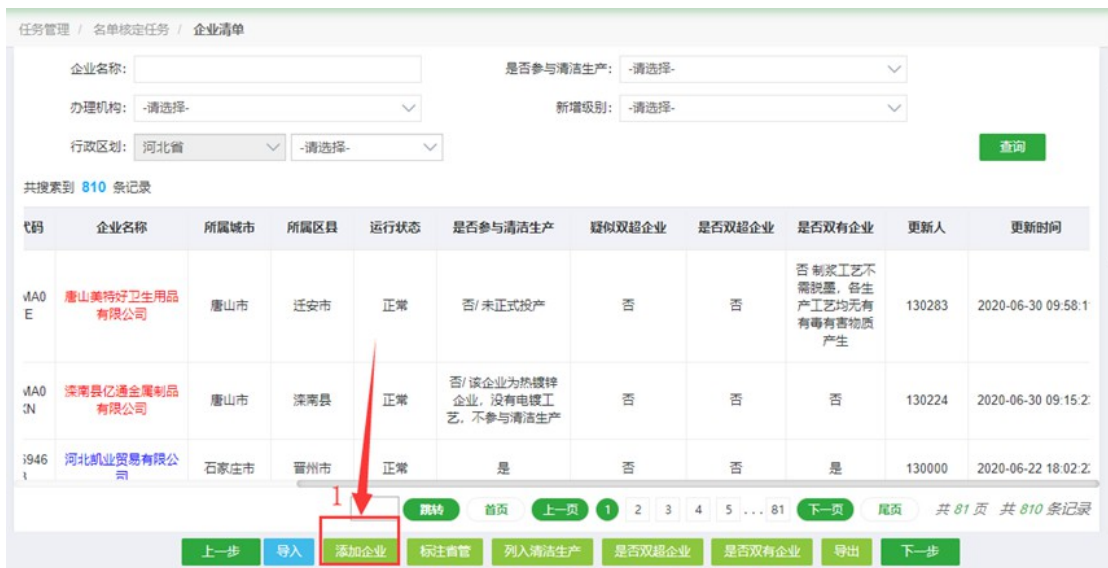 任务管理 / 名单核定任务 / 企业清单
企业名称: 是否参与清洁生产: -请选择-
办理机构: -请选择- 新增级别: -请选择-
行政区划: 河北省 -请选择- 查询
共搜索到 810 条记录
代码 企业名称 所属城市 所属区县 运行状态 是否参与清洁生产 疑似双超企业 是否双超企业 是否双有企业 更新人 更新时间
否 制浆工艺不
需脱墨，各生
MA0 唐山美特好卫生用品 唐山市 迁安市 正常 否/ 未正式投产 否 否 产工艺均无有 130283 2020-06-30 09:58:1
E 有限公司 有毒有害物质
产生
否/ 该企业为热镀锌
MA0 滦南县亿通金属制品 唐山市 滦南县 正常 企业，没有电镀工 否 否 否 130224 2020-06-30 09:15:2
N 有限公司 艺，不参与清洁生产
6946 河北凯业贸易有限公 石家庄市 晋州市 正常 是 否 否 是 130000 2020-06-22 18:02:2
司
1 跳转 首页 上一页 1 2 3 4 5 ... 81 下一页 尾页 共 81 页 共 810 条记录
上一步 导入 添加企业 标注省管 列入清洁生产 是否双超企业 是否双有企业 导出 下一步